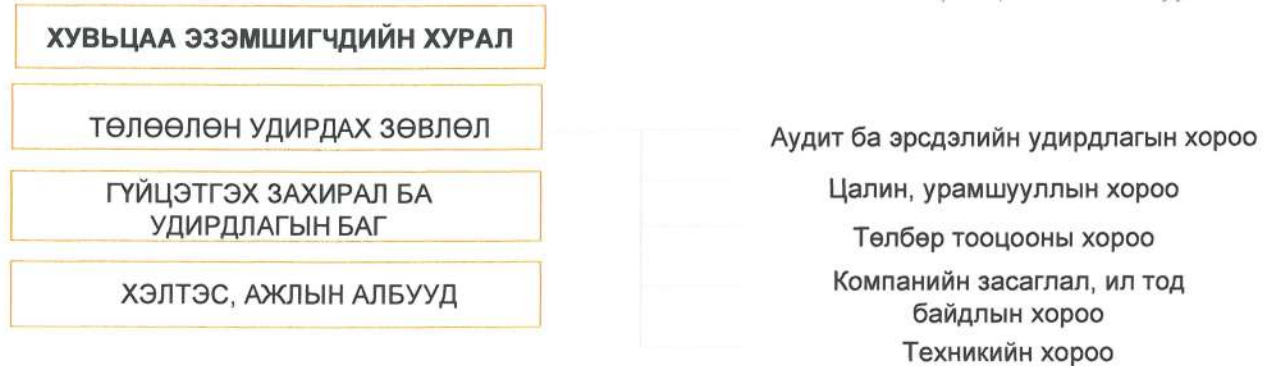 ХУВЬЦАА ЭЗЭМШИГЧДИЙН ХУРАЛ
ТӨЛӨӨЛӨН УДИРДАХ ЗӨВЛӨЛ
ГҮЙЦЭТГЭХ ЗАХИРАЛ БА
УДИРДЛАГЫН БАГ
ХЭЛТЭС, АЖЛЫН АЛБУУД
Аудит ба эрсдэлийн удирдлагын хороо
Цалин, урамшууллын хороо
Төлбөр тооцооны хороо
Компанийн засаглал, ил тод
байдлын хороо
Техникийн хороо